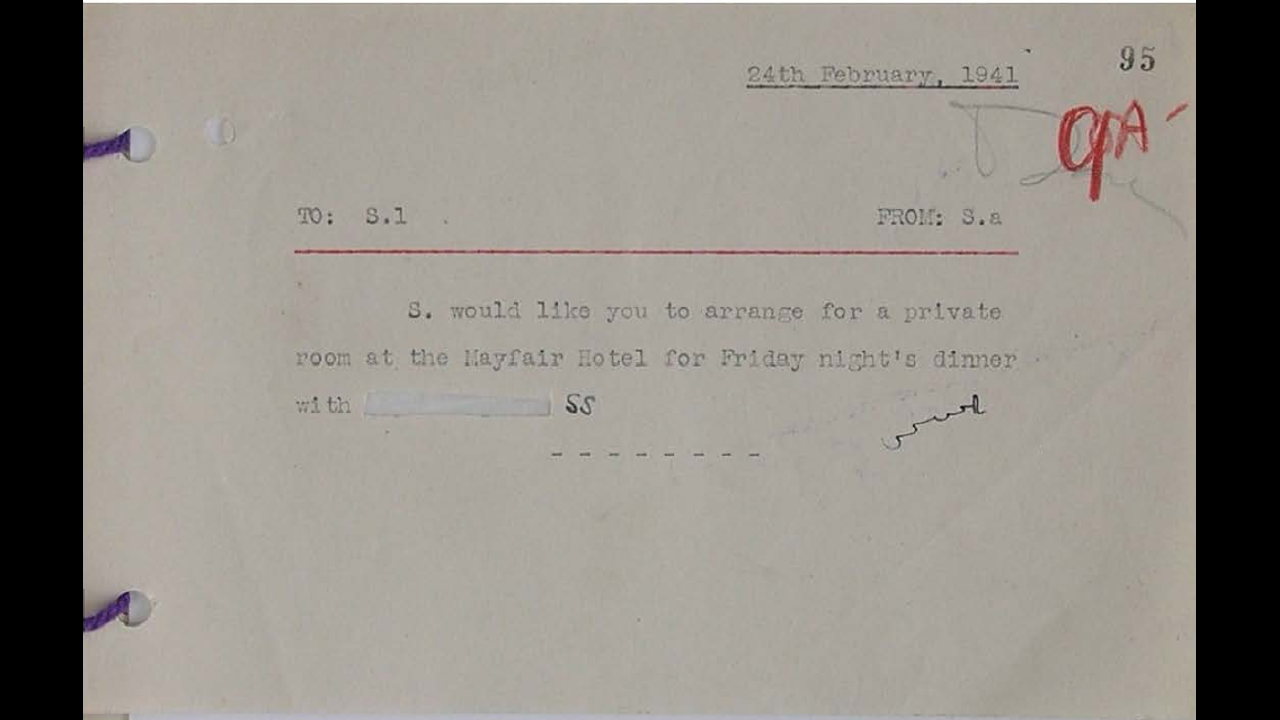 95
24th February, 1941
TO: S.1 FROM: S.a
S. would like you to arrange for a private
room at the Mayfair Hotel for Friday night's dinner
with SS
- - - - - - - -